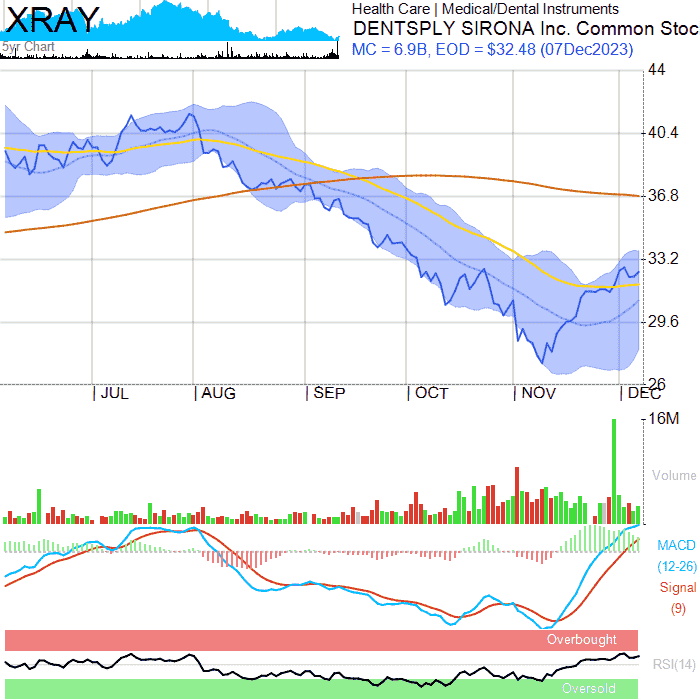 XRAY
5yr Chart
Health Care | Medical/Dental Instruments
DENTSPLY SIRONA Inc. Common Stoc
MC = 6.9B, EOD = $32.48 (07Dec2023)
44
40.4
36.8
33.2
29.6
26
JUL
AUG
SEP
OCT
NOV
DEC
16M
Volume
MACD
(12-26)
Signal
(9)
Overbought
RSI(14)
Oversold